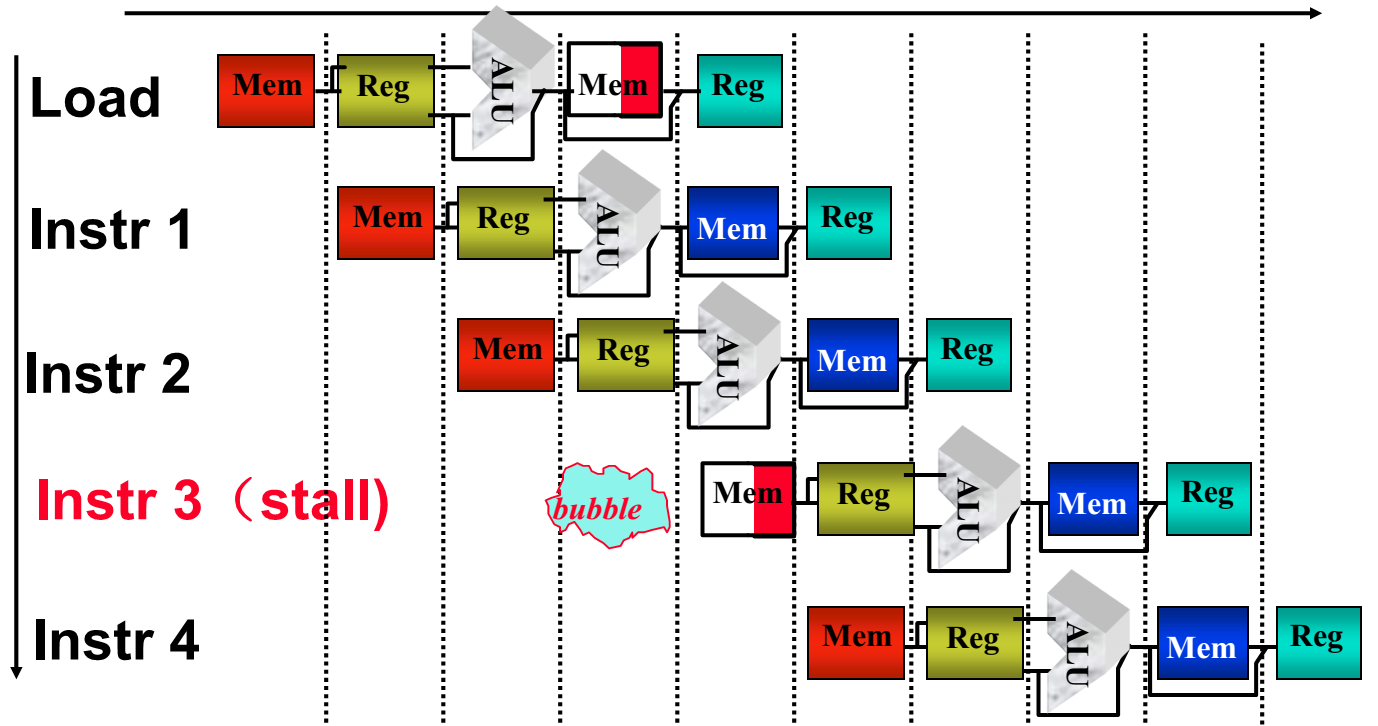 Load Mem Reg ALU Mem Reg
Instr 1 Mem Reg ALU Mem Reg
Instr 2 Mem Reg ALU Mem Reg
Instr 3（stall) bubble Mem Reg ALU Mem Reg
Instr 4 Mem Reg ALU Mem Reg